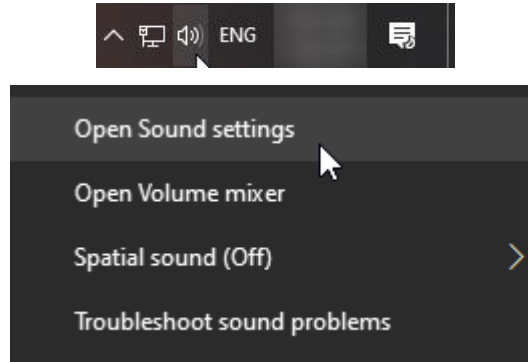 ENG
Open Sound settings
Open Volume mixer
Spatial sound (Off)
Troubleshoot sound problems